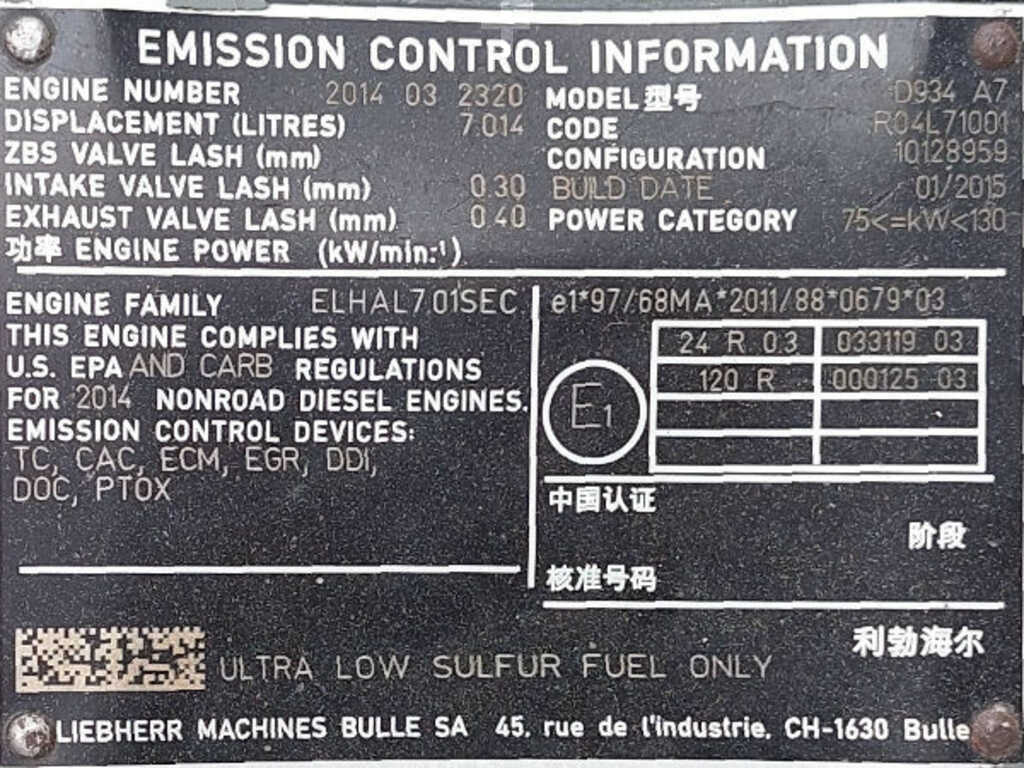 EMISSION CONTROL INFORMATION
ENGINE NUMBER 2014 03 2320 MODEL型号 D934 A7
DISPLACEMENT (LITRES) 7.014 CODE R04L71001
ZBS VALVE LASH (mm) CONFIGURATION 10128959
INTAKE VALVE LASH (mm) 0.30 BUILD DATE 01/2015
EXHAUST VALVE LASH (mm) 0.40 POWER CATEGORY 75<=kW<130
功率 ENGINE POWER (kW/min-¹)
ENGINE FAMILY ELHAL7.01SEC
THIS ENGINE COMPLIES WITH
U.S. EPA AND CARB REGULATIONS
FOR 2014 NONROAD DIESEL ENGINES.
EMISSION CONTROL DEVICES:
TC, CAC, ECM, EGR, DDI,
DOC, PTOX
e1*97/68MA*2011/88*0679*03
24 R 0.3 033119 03
120 R 000125 03
E1
中国认证
阶段
核准号码
利勃海尔
ULTRA LOW SULFUR FUEL ONLY
LIEBHERR MACHINES BULLE SA 45, rue de l'industrie, CH-1630 Bulle